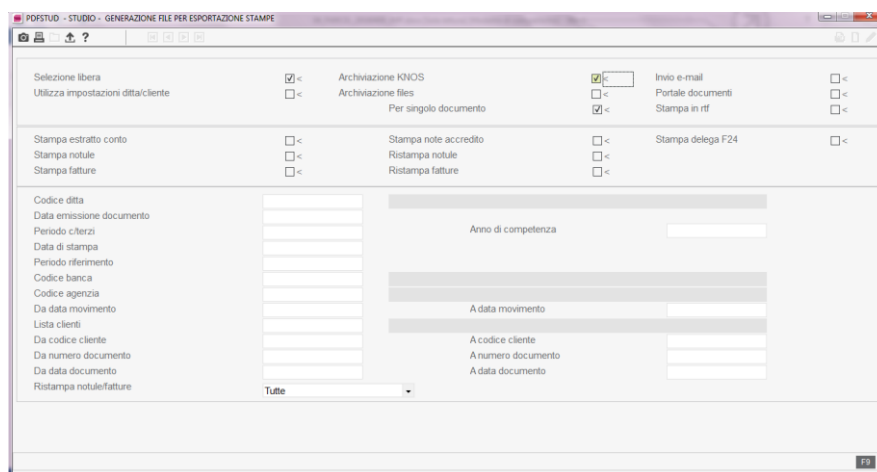 PDFSTUD - STUDIO - GENERAZIONE FILE PER ESPORTAZIONE STAMPE
?
Selezione libera < Archiviazione KNOS < Invio e-mail <
Utilizza impostazioni ditta/cliente < Archiviazione files < Portale documenti <
Per singolo documento < Stampa in rtf <
Stampa estratto conto < Stampa note accredito < Stampa delega F24 <
Stampa notule < Ristampa notule <
Stampa fatture < Ristampa fatture <
Codice ditta
Data emissione documento
Periodo c/terzi Anno di competenza
Data di stampa
Periodo riferimento
Codice banca
Codice agenzia
Da data movimento A data movimento
Lista clienti
Da codice cliente A codice cliente
Da numero documento A numero documento
Da data documento A data documento
Ristampa notule/fatture Tutte
F9